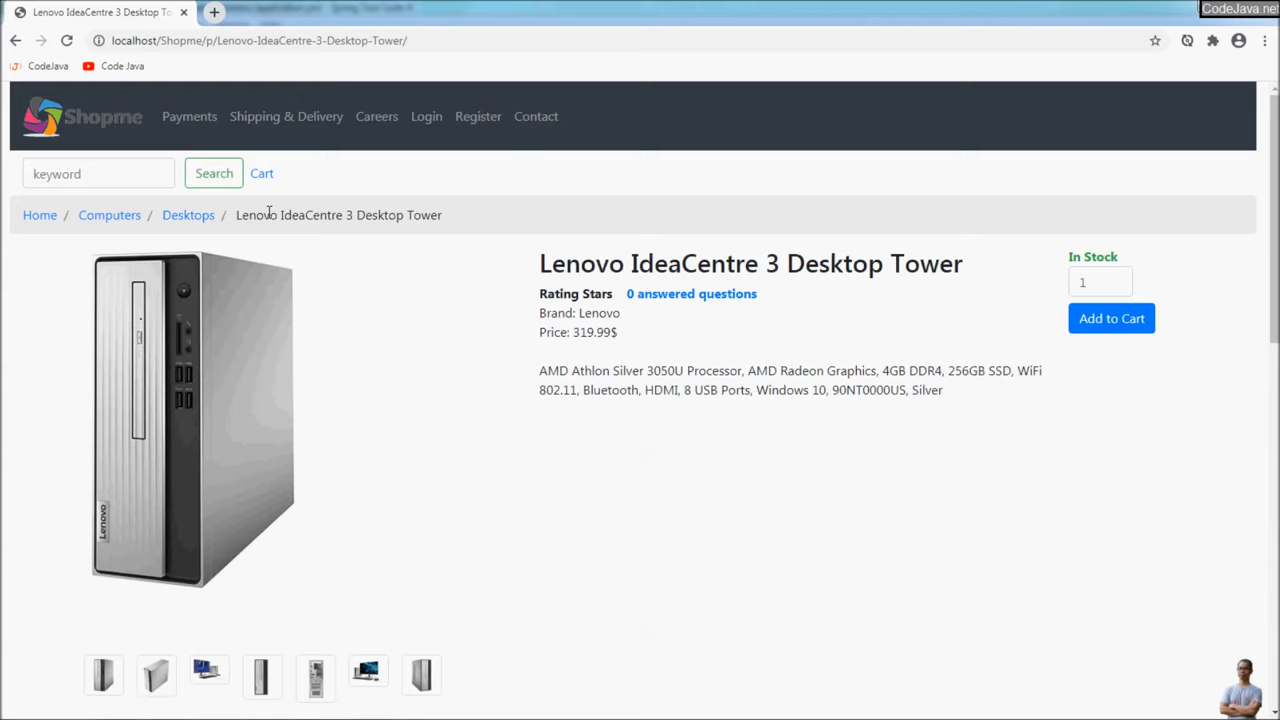 Lenovo IdeaCentre 3 Desktop To
CodeJava.net
localhost/Shopme/p/Lenovo-IdeaCentre-3-Desktop-Tower/
CodeJava
Code Java
Shopme
Payments
Shipping & Delivery
Careers
Login
Register
Contact
keyword
Search
Cart
Home / Computers / Desktops / Lenovo IdeaCentre 3 Desktop Tower
Lenovo IdeaCentre 3 Desktop Tower
Rating Stars 0 answered questions
Brand: Lenovo
Price: 319.99$
AMD Athlon Silver 3050U Processor, AMD Radeon Graphics, 4GB DDR4, 256GB SSD, WiFi
802.11, Bluetooth, HDMI, 8 USB Ports, Windows 10, 90NT0000US, Silver
In Stock
1
Add to Cart
Lenovo